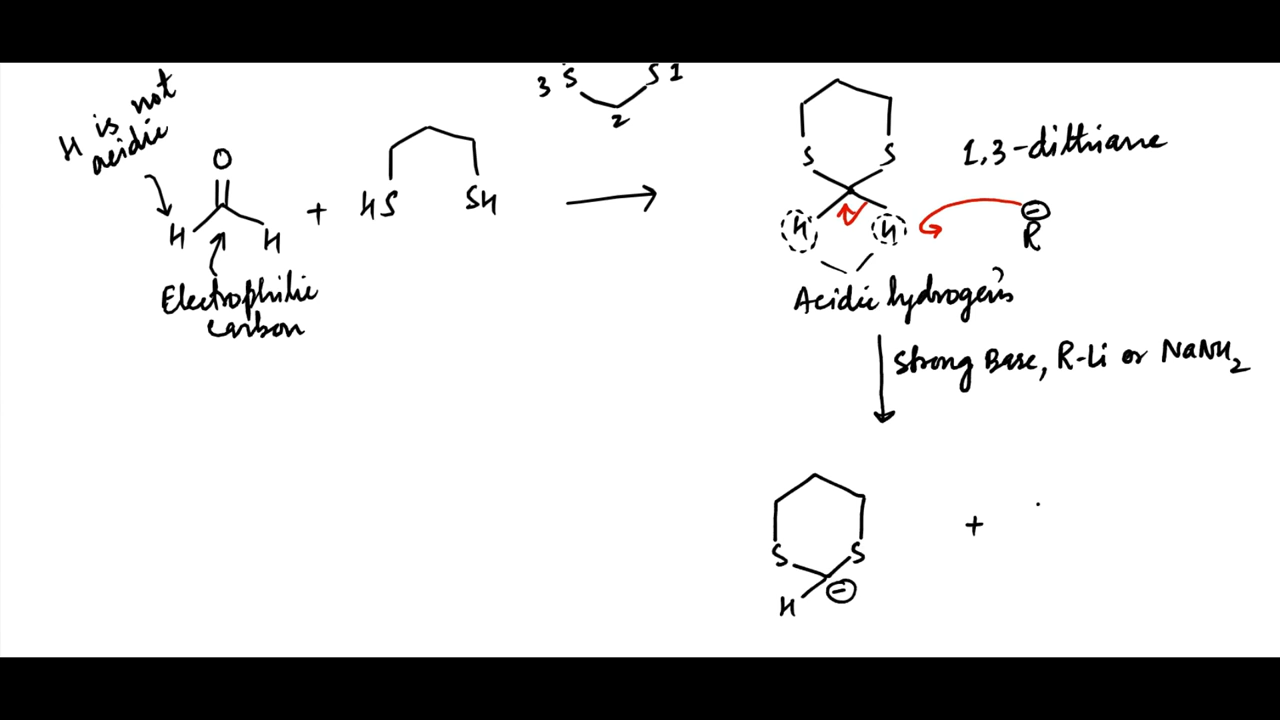 H is not
acidic
O
H
H
Electrophilic
carbon
+
HS
SH
3 S
S 1
2
S
S
H
H
1,3-dithiane
⊖
R
Acidic hydrogen's
Strong Base, R-Li or NaNH2
S
S
H
⊖
+